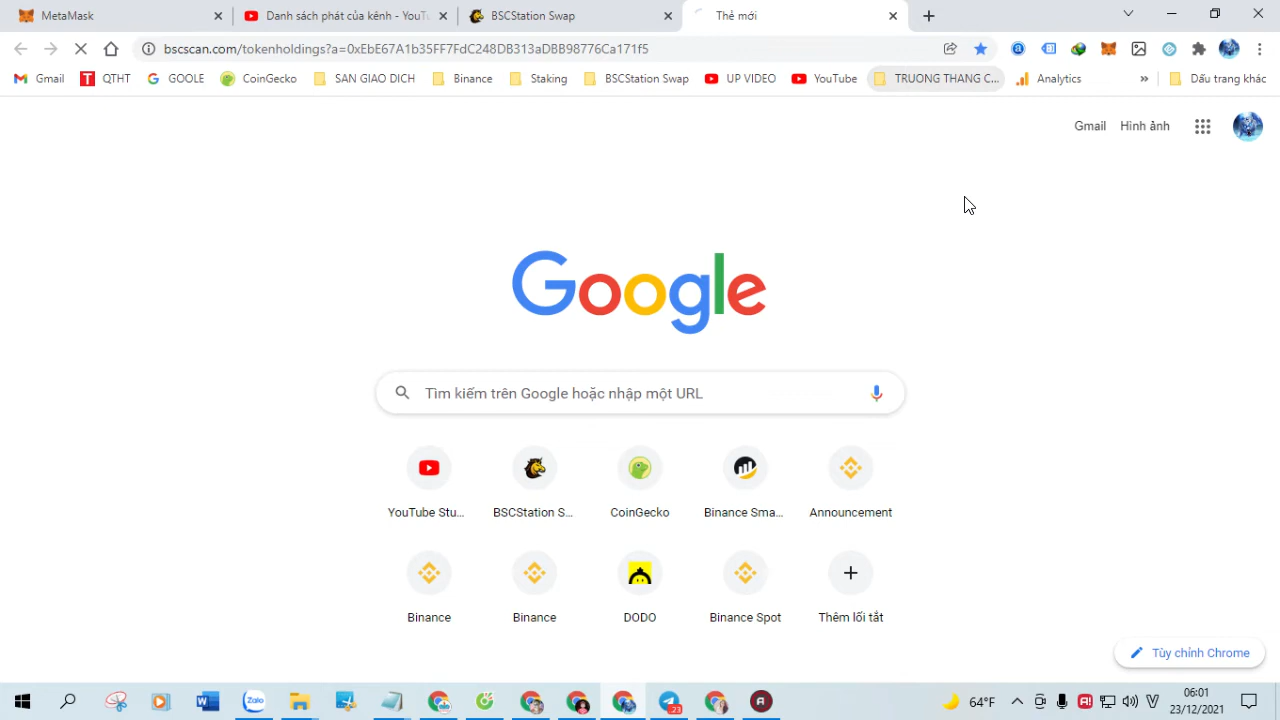 MetaMask
Danh sách phát của kênh - YouT
BSCStation Swap
Thẻ mới
bscscan.com/tokenholdings?a=0xEbE67A1b35FF7FdC248DB313aDBB98776Ca171f5
Gmail
QTHT
GOOLE
CoinGecko
SAN GIAO DICH
Binance
Staking
BSCStation Swap
UP VIDEO
YouTube
TRUONG THANG C...
Analytics
»
Dấu trang khác
Gmail
Hình ảnh
Google
Tìm kiếm trên Google hoặc nhập một URL
YouTube Stu...
BSCStation S...
CoinGecko
Binance Sma...
Announcement
Binance
Binance
DODO
Binance Spot
Thêm lối tắt
Tùy chỉnh Chrome
Zalo
23
64°F
06:01
23/12/2021